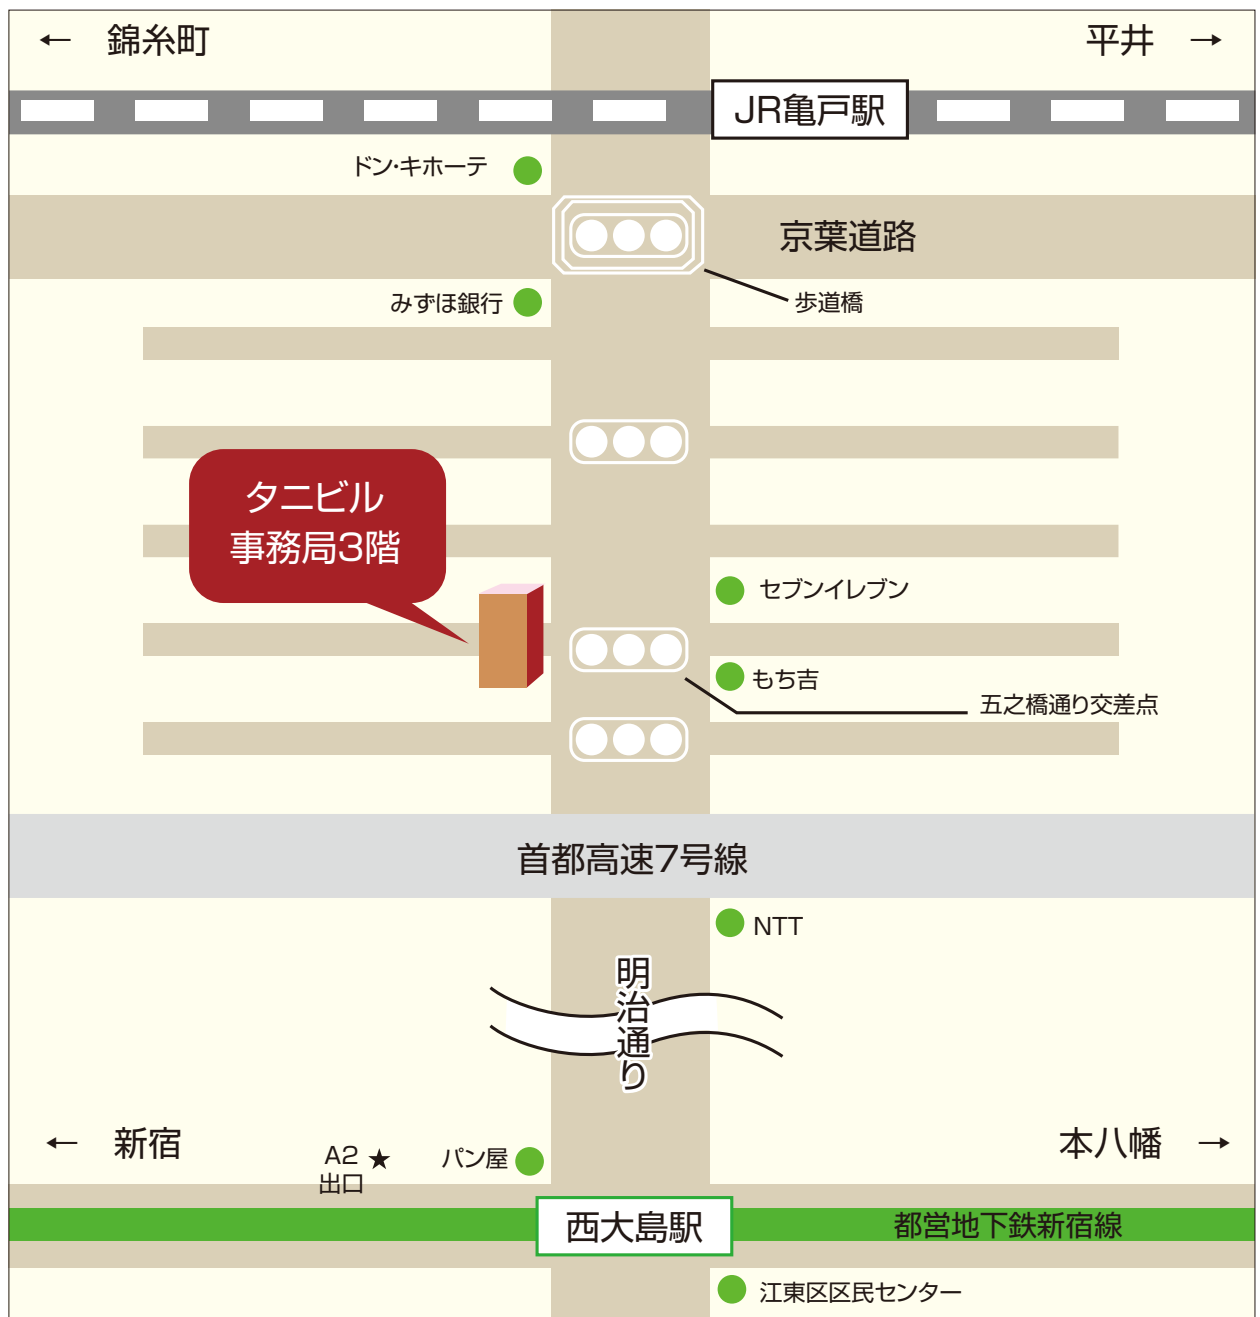 ← 錦糸町
平井 →
JR亀戸駅
ドン・キホーテ
京葉道路
みずほ銀行
歩道橋
タニビル
事務局3階
セブンイレブン
もち吉
五之橋通り交差点
首都高速7号線
NTT
明治通り
← 新宿
本八幡 →
A2 ★
出口
パン屋
西大島駅
都営地下鉄新宿線
江東区区民センター